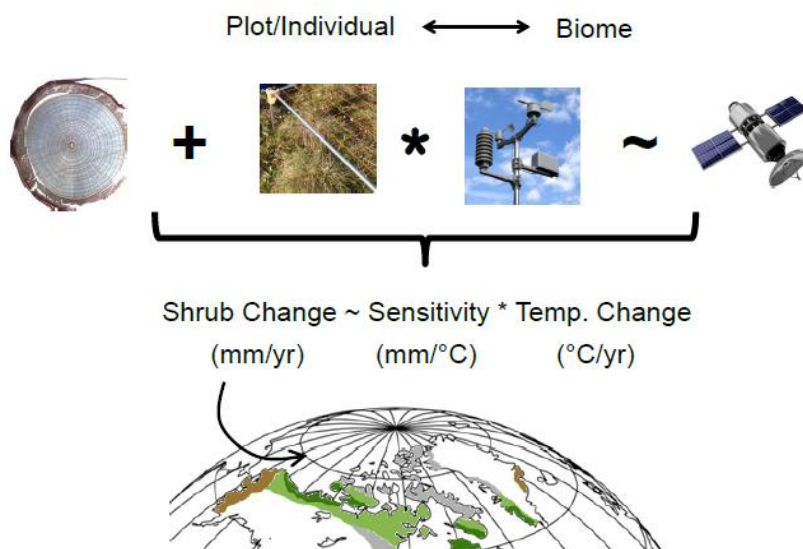 Plot/Individual Biome
+ * ~
Shrub Change ~ Sensitivity * Temp. Change
(mm/yr) (mm/°C) (°C/yr)